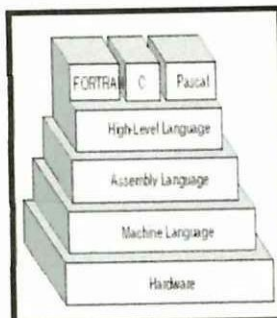 FORTRAN C Pascal
High-Level Language
Assembly Language
Machine Language
Hardware